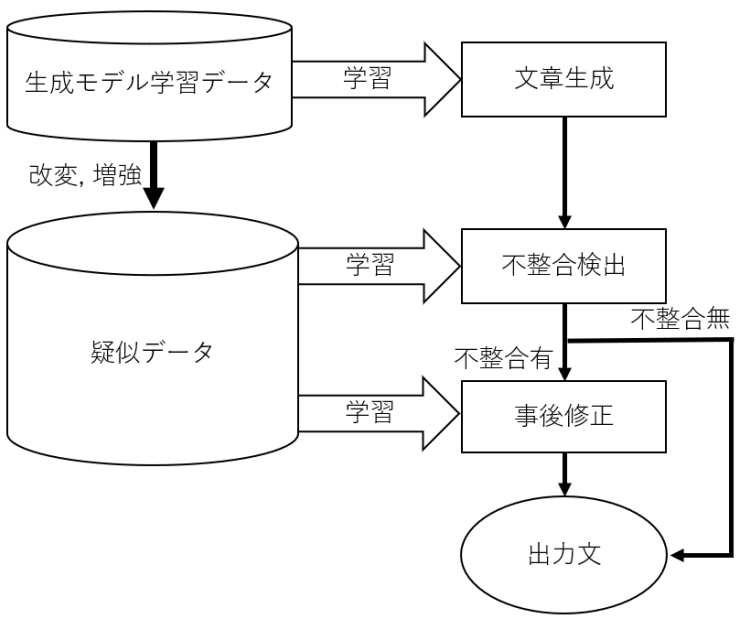 生成モデル学習データ
学習
文章生成
改変, 増強
学習
不整合検出
不整合無
疑似データ
不整合有
学習
事後修正
出力文